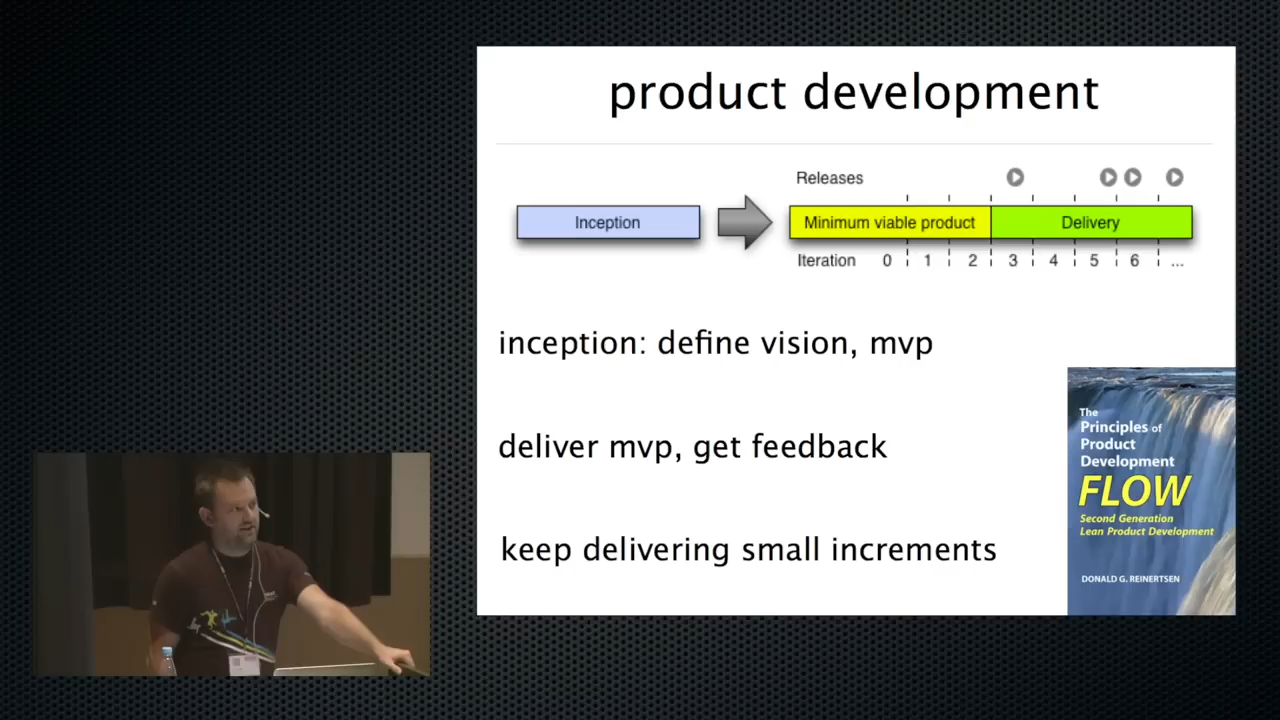 product development
Releases
Inception
Minimum viable product
Delivery
Iteration 0 1 2 3 4 5 6 ...
inception: define vision, mvp
deliver mvp, get feedback
keep delivering small increments
The
Principles of
Product
Development
FLOW
Second Generation
Lean Product Development
DONALD G. REINERTSEN